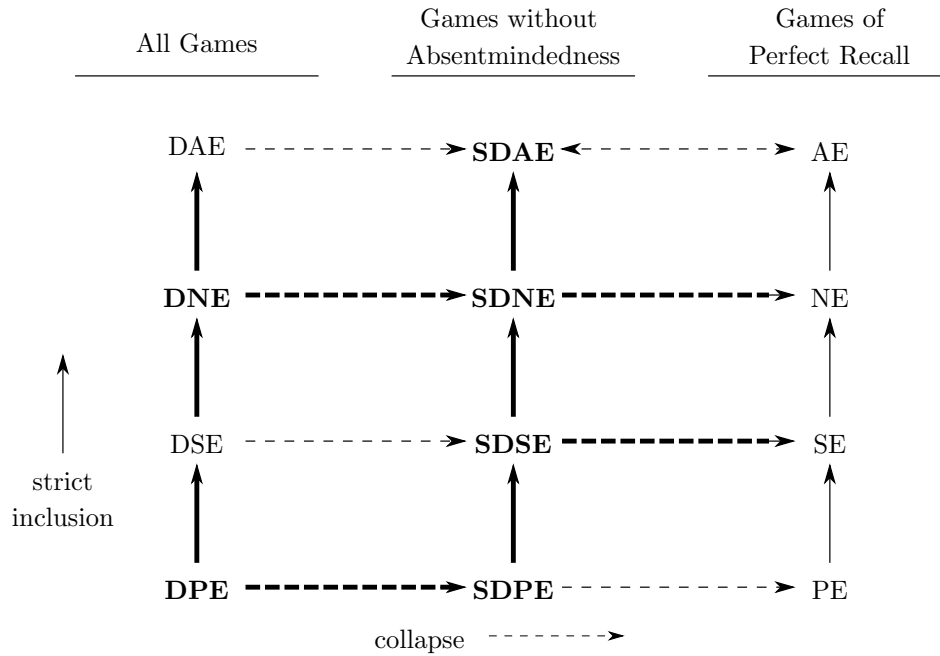 All Games
Games without
Absentmindedness
Games of
Perfect Recall
DAE
SDAE
AE
DNE
SDNE
NE
DSE
SDSE
SE
strict
inclusion
DPE
SDPE
PE
collapse